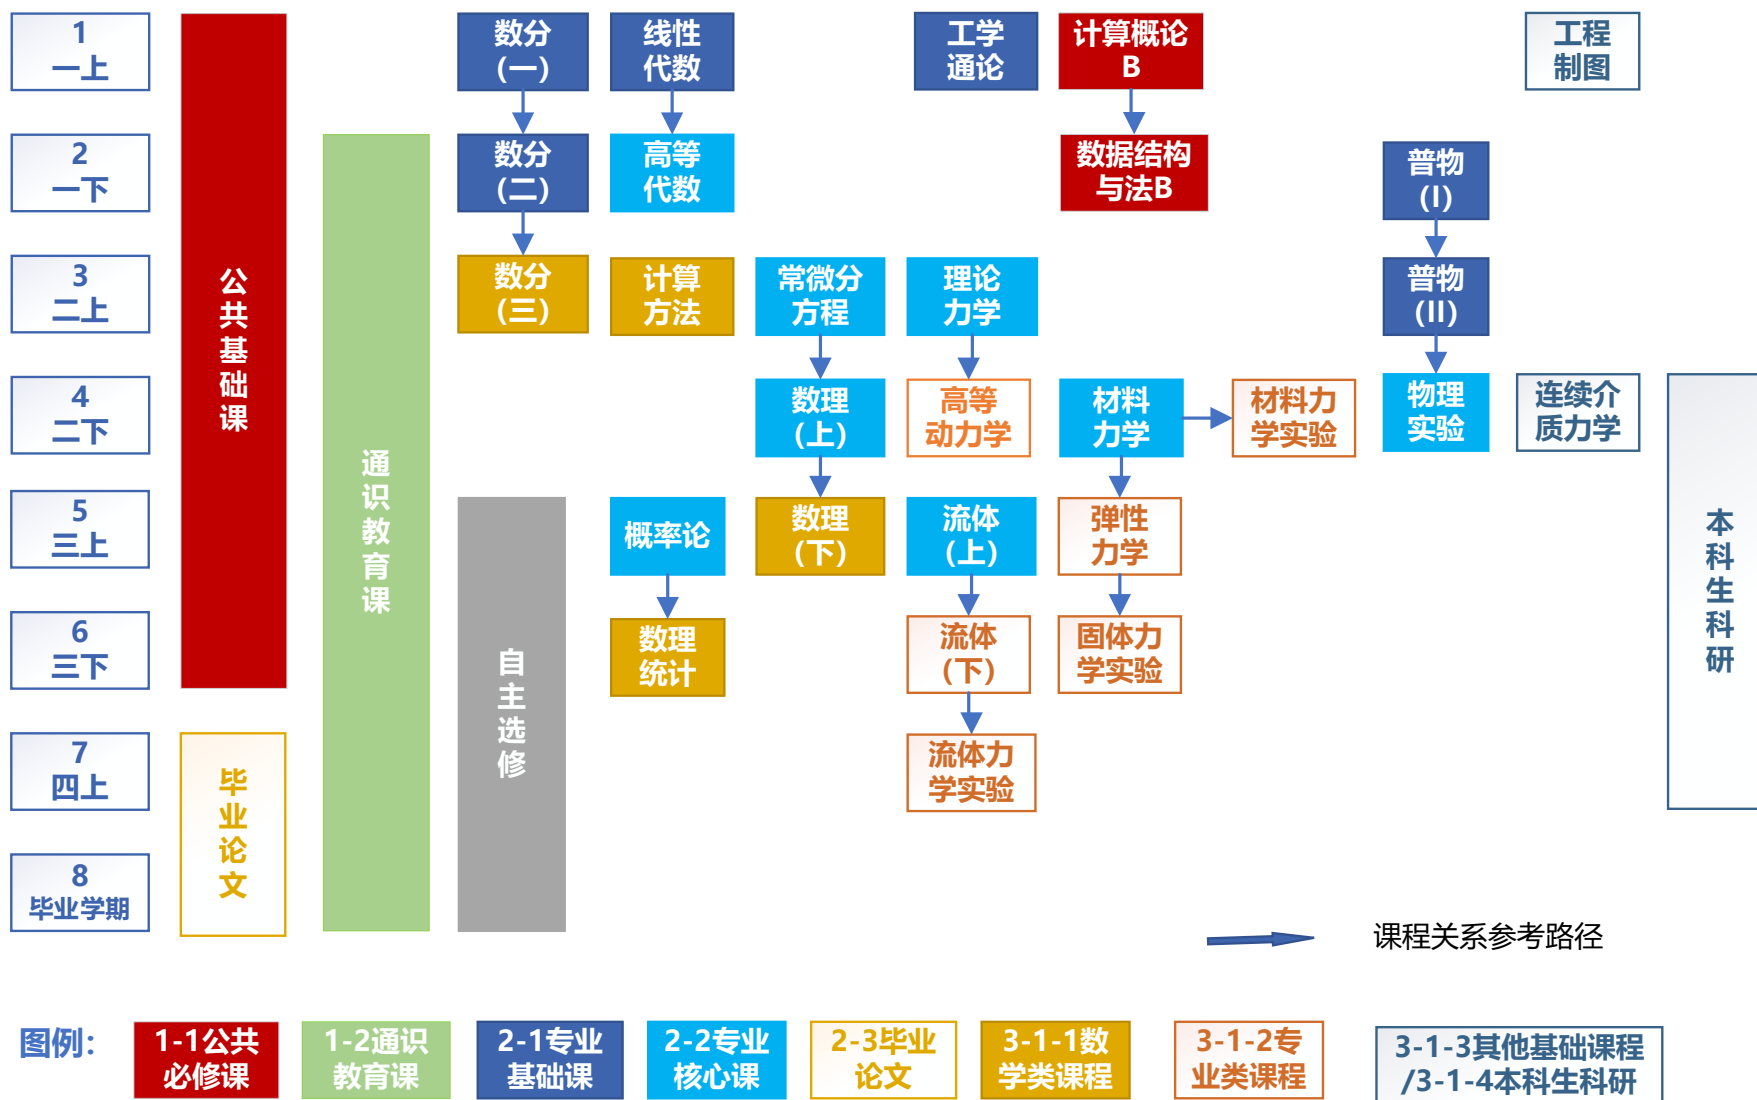 1
一上
数分
（一）
线性
代数
工学
通论
计算概论
B
工程
制图
2
一下
数分
（二）
高等
代数
数据结构
与法B
普物
（I）
3
二上
数分
（三）
计算
方法
常微分
方程
理论
力学
普物
（II）
4
二下
数理
（上）
高等
动力学
材料
力学
材料力
学实验
物理
实验
连续介
质力学
5
三上
概率论
数理
（下）
流体
（上）
弹性
力学
6
三下
数理
统计
流体
（下）
固体力
学实验
7
四上
流体力
学实验
8
毕业学期
公共基础课
毕业论文
通识教育课
自主选修
本科生科研
课程关系参考路径
图例：
1-1公共
必修课
1-2通识
教育课
2-1专业
基础课
2-2专业
核心课
2-3毕业
论文
3-1-1数
学类课程
3-1-2专
业类课程
3-1-3其他基础课程
/3-1-4本科生科研